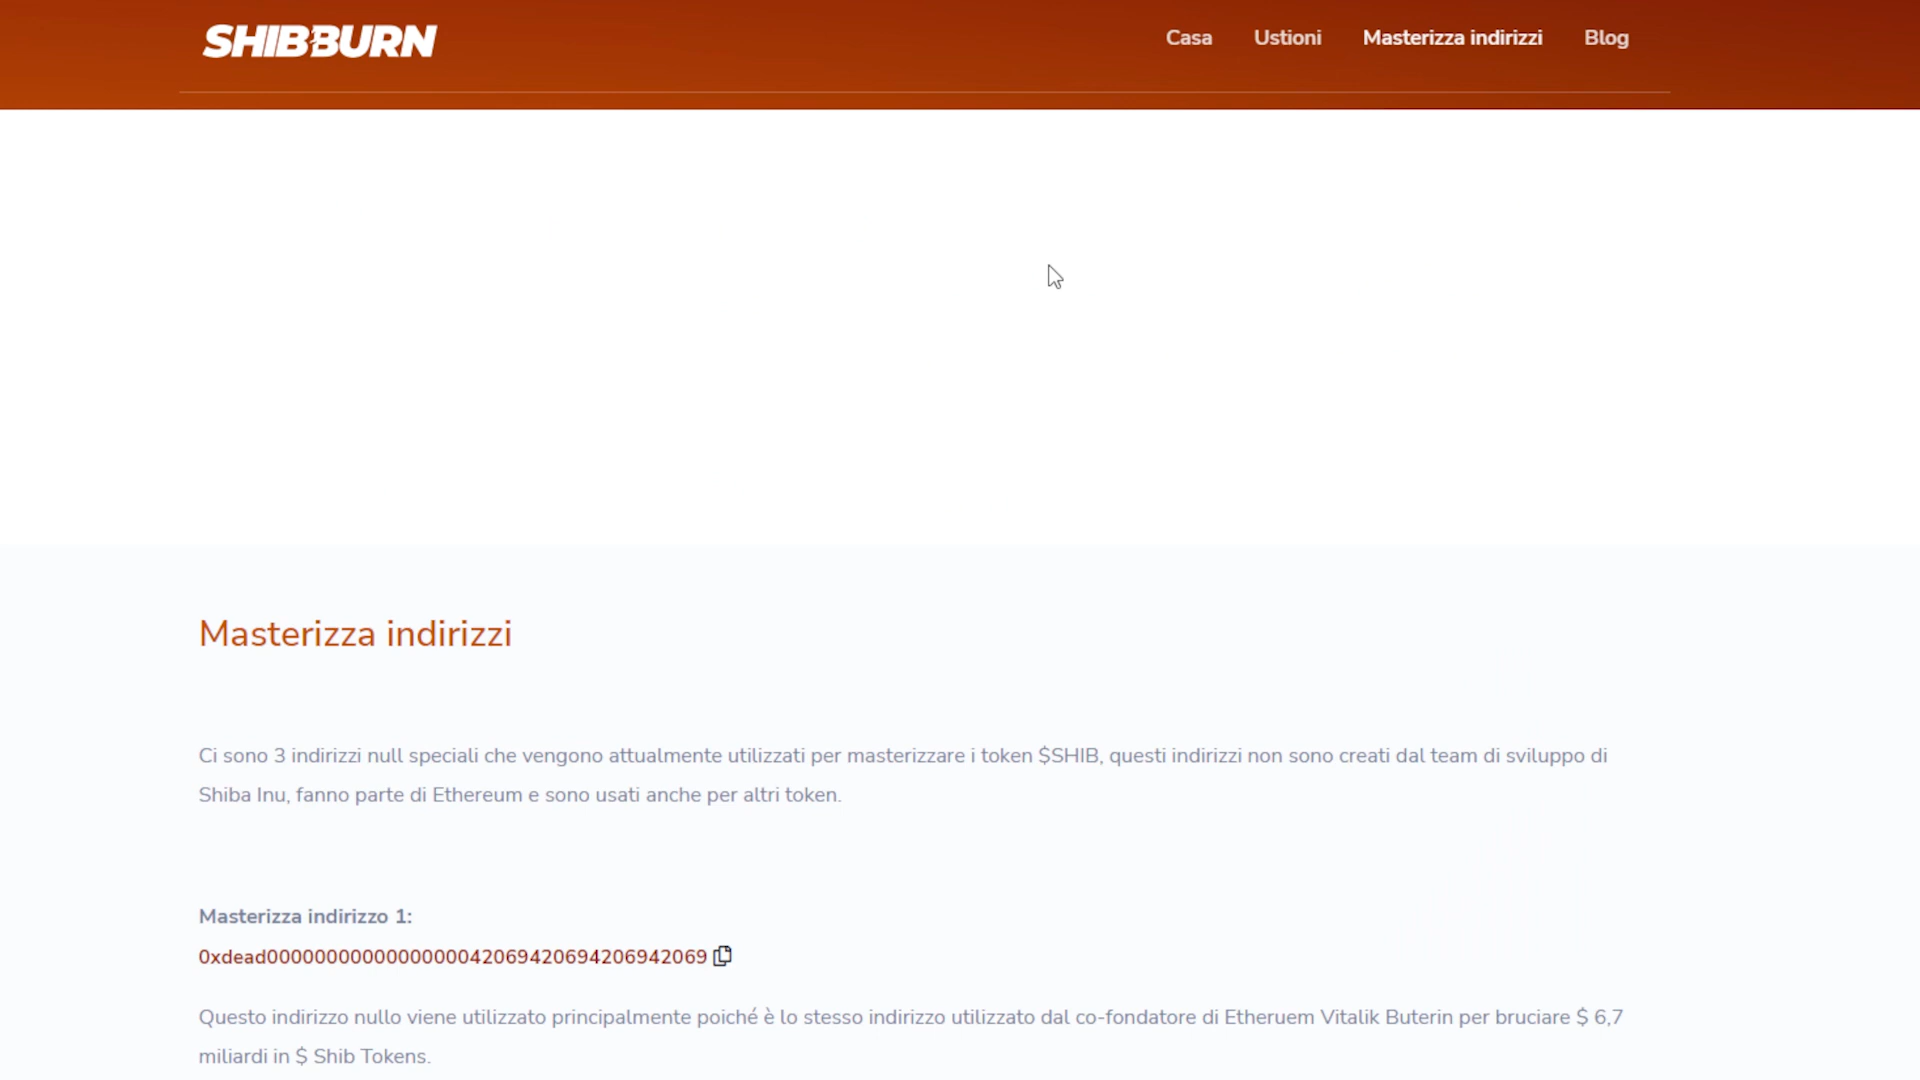 SHIBBURN
Casa
Ustioni
Masterizza indirizzi
Blog
Masterizza indirizzi
Ci sono 3 indirizzi null speciali che vengono attualmente utilizzati per masterizzare i token $SHIB, questi indirizzi non sono creati dal team di sviluppo di
Shiba Inu, fanno parte di Ethereum e sono usati anche per altri token.
Masterizza indirizzo 1:
0xdead000000000000000042069420694206942069
Questo indirizzo nullo viene utilizzato principalmente poiché è lo stesso indirizzo utilizzato dal co-fondatore di Etheruem Vitalik Buterin per bruciare $ 6,7
miliardi in $ Shib Tokens.